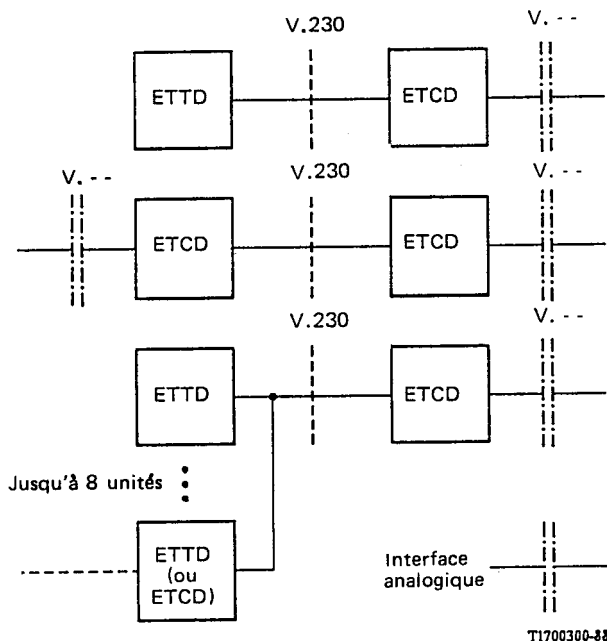 V.230
V. --
ETTD
ETCD
V. --
V.230
V. --
ETCD
ETCD
V.230
V. --
ETTD
ETCD
Jusqu'à 8 unités
ETTD
(ou
ETCD)
Interface
analogique
T1700300-88